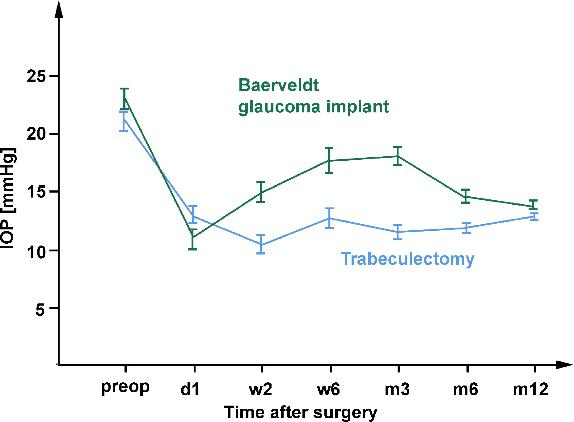 25
20
15
10
5
IOP [mmHg]
Baerveldt
glaucoma implant
Trabeculectomy
preop d1 w2 w6 m3 m6 m12
Time after surgery